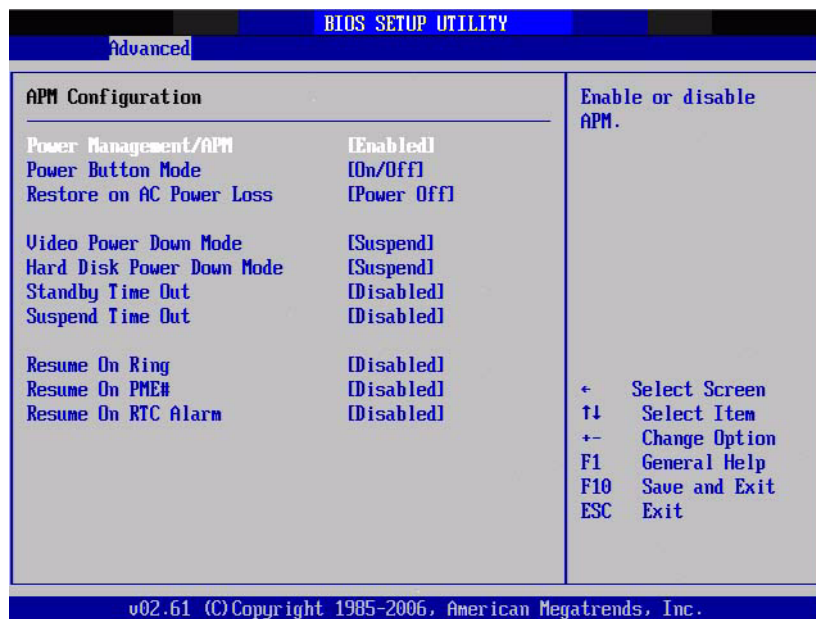 BIOS SETUP UTILITY
Advanced
APM Configuration
Power Management/APM [Enabled]
Power Button Mode [On/Off]
Restore on AC Power Loss [Power Off]
Video Power Down Mode [Suspend]
Hard Disk Power Down Mode [Suspend]
Standby Time Out [Disabled]
Suspend Time Out [Disabled]
Resume On Ring [Disabled]
Resume On PME# [Disabled]
Resume On RTC Alarm [Disabled]
Enable or disable
APM.
← Select Screen
↑↓ Select Item
+- Change Option
F1 General Help
F10 Save and Exit
ESC Exit
v02.61 (C)Copyright 1985-2006, American Megatrends, Inc.